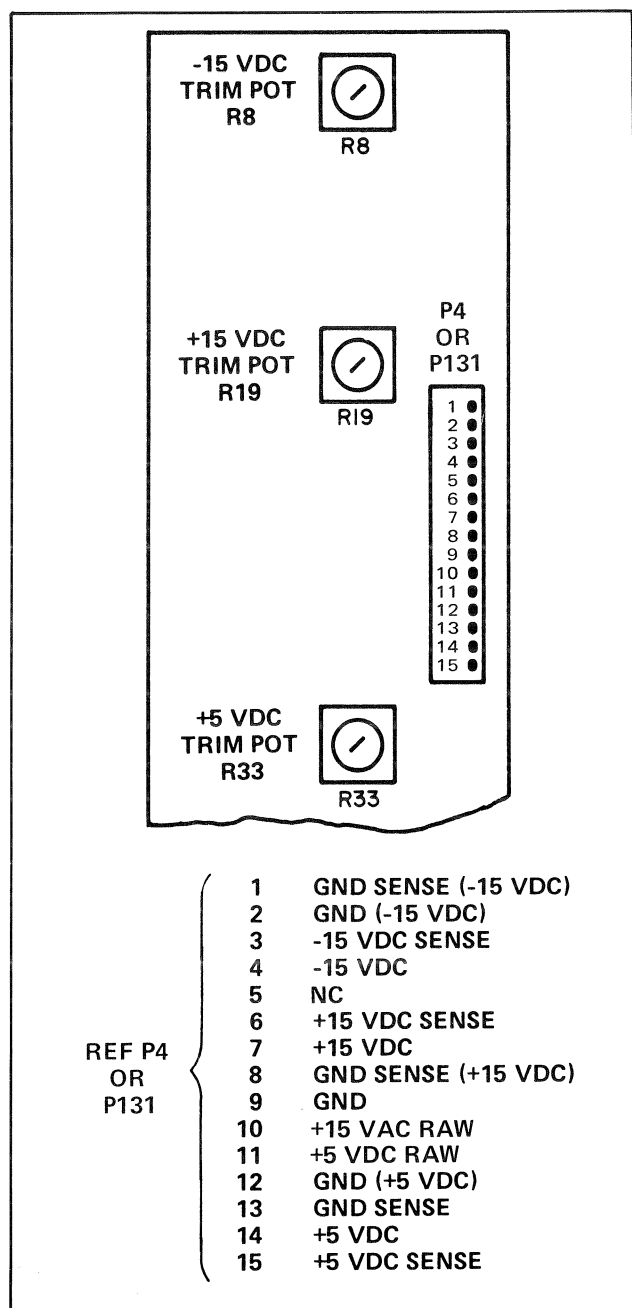 -15 VDC
TRIM POT
R8
R8
+15 VDC
TRIM POT
R19
R19
P4
OR
P131
1
2
3
4
5
6
7
8
9
10
11
12
13
14
15
+5 VDC
TRIM POT
R33
R33
REF P4
OR
P131
1 GND SENSE (-15 VDC)
2 GND (-15 VDC)
3 -15 VDC SENSE
4 -15 VDC
5 NC
6 +15 VDC SENSE
7 +15 VDC
8 GND SENSE (+15 VDC)
9 GND
10 +15 VAC RAW
11 +5 VDC RAW
12 GND (+5 VDC)
13 GND SENSE
14 +5 VDC
15 +5 VDC SENSE